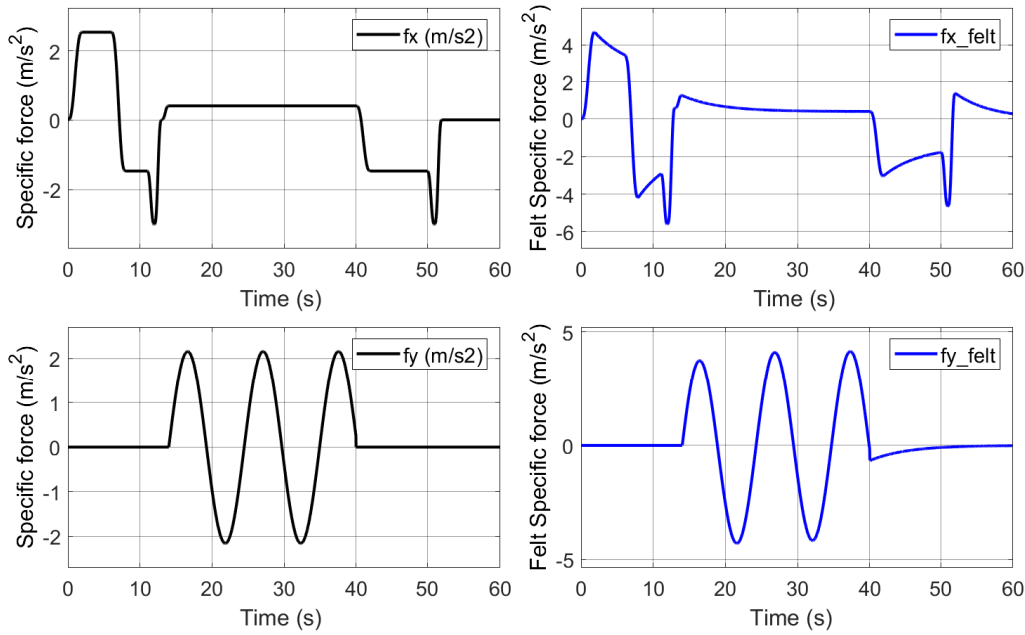 Specific force (m/s²)
2
0
-2
fx (m/s2)
0 10 20 30 40 50 60
Time (s)
Felt Specific force (m/s²)
4
2
0
-2
-4
-6
fx_felt
0 10 20 30 40 50 60
Time (s)
Specific force (m/s²)
2
1
0
-1
-2
fy (m/s2)
0 10 20 30 40 50 60
Time (s)
Felt Specific force (m/s²)
5
0
-5
fy_felt
0 10 20 30 40 50 60
Time (s)